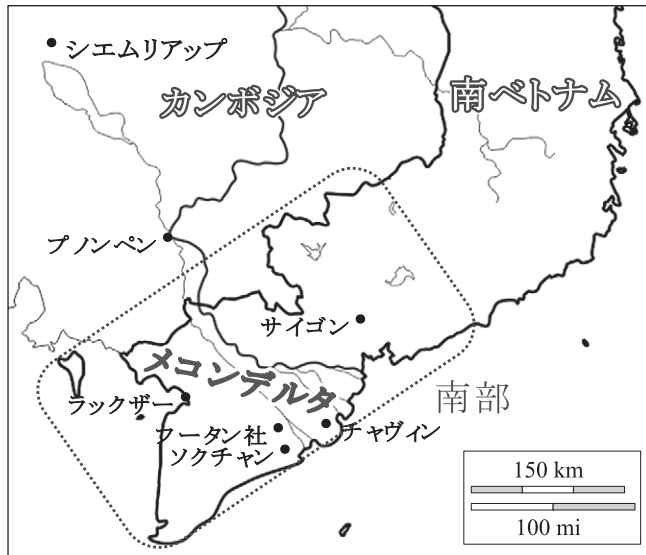 シエムリアップ
カンボジア
南ベトナム
プノンペン
サイゴン
メコンデルタ
ラックザー
南部
フータン社
チャヴィン
ソクチャン
150 km
100 mi